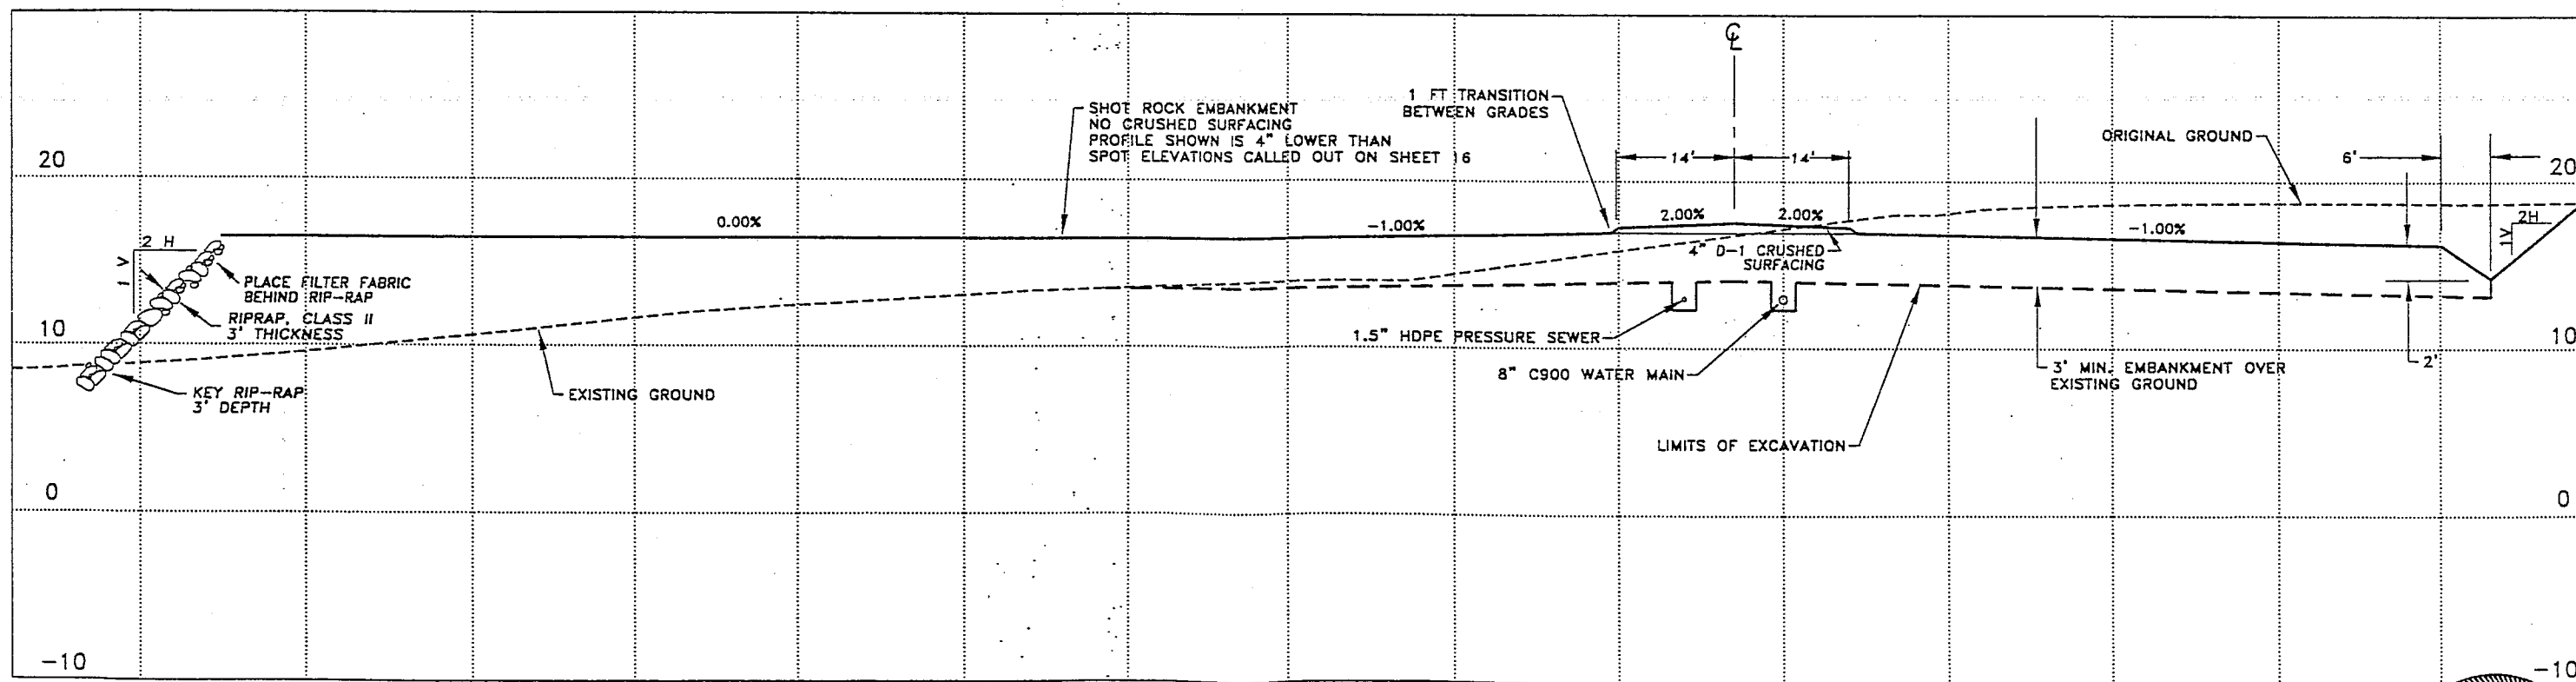 ℄
1 FT TRANSITION
BETWEEN GRADES
SHOT ROCK EMBANKMENT
NO CRUSHED SURFACING
PROFILE SHOWN IS 4" LOWER THAN
SPOT ELEVATIONS CALLED OUT ON SHEET 16
ORIGINAL GROUND
14'
14'
6'
20
20
0.00%
-1.00%
2.00%
2.00%
-1.00%
2 H
1 V
2H
1V
4" D-1 CRUSHED
SURFACING
PLACE FILTER FABRIC
BEHIND RIP-RAP
RIPRAP, CLASS II
3' THICKNESS
10
10
1.5" HDPE PRESSURE SEWER
8" C900 WATER MAIN
3' MIN. EMBANKMENT OVER
EXISTING GROUND
2'
KEY RIP-RAP
3' DEPTH
EXISTING GROUND
LIMITS OF EXCAVATION
0
0
-10
-10